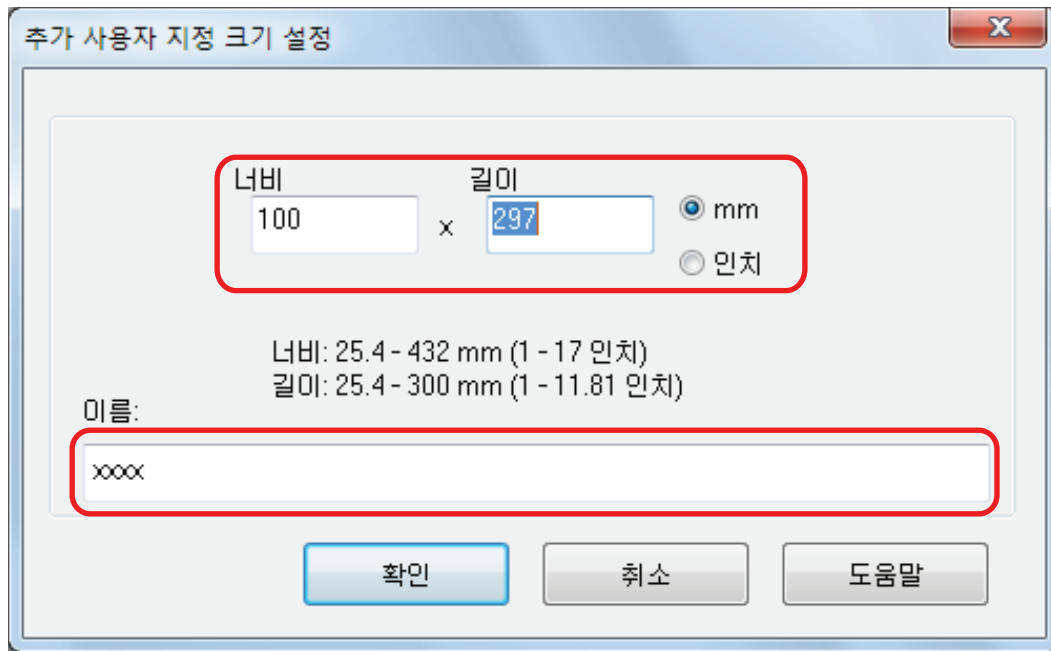 추가 사용자 지정 크기 설정
너비 길이
100 x 297 mm
인치
너비: 25.4 - 432 mm (1 - 17 인치)
길이: 25.4 - 300 mm (1 - 11.81 인치)
이름:
xxxx
확인 취소 도움말